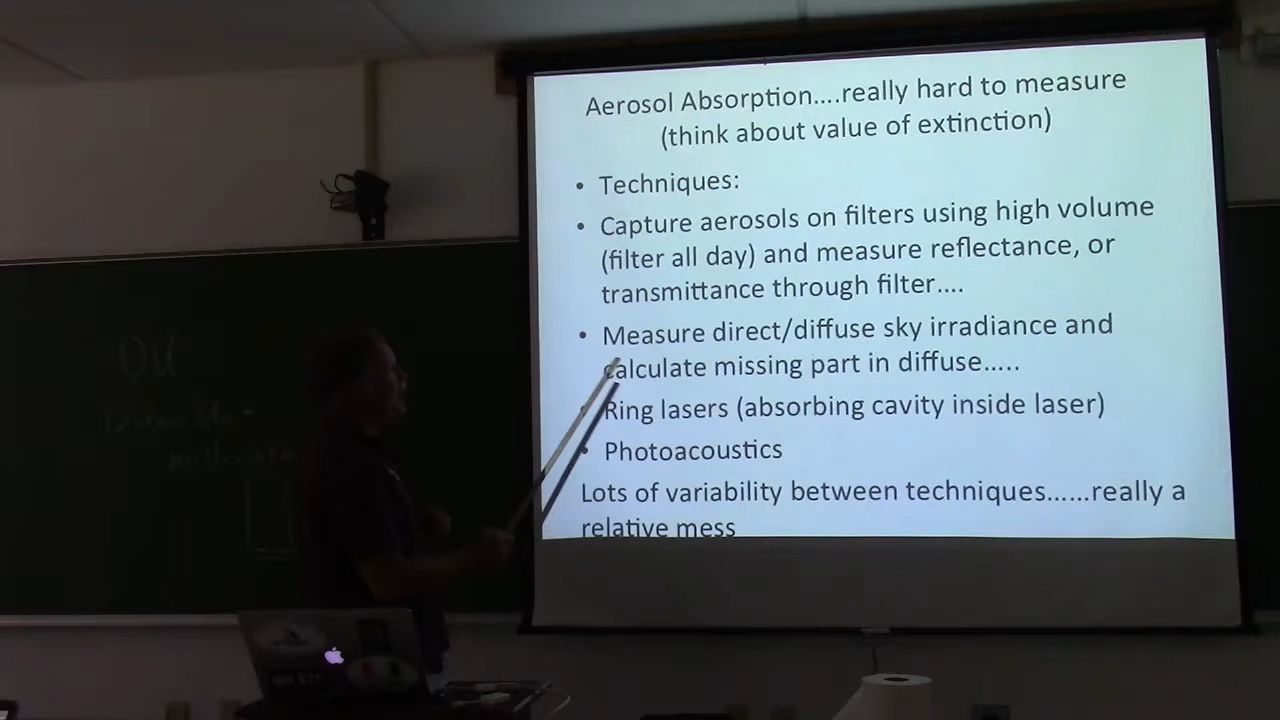 Aerosol Absorption....really hard to measure
(think about value of extinction)
• Techniques:
• Capture aerosols on filters using high volume
(filter all day) and measure reflectance, or
transmittance through filter....
• Measure direct/diffuse sky irradiance and
calculate missing part in diffuse.....
• Ring lasers (absorbing cavity inside laser)
• Photoacoustics
Lots of variability between techniques......really a
relative mess